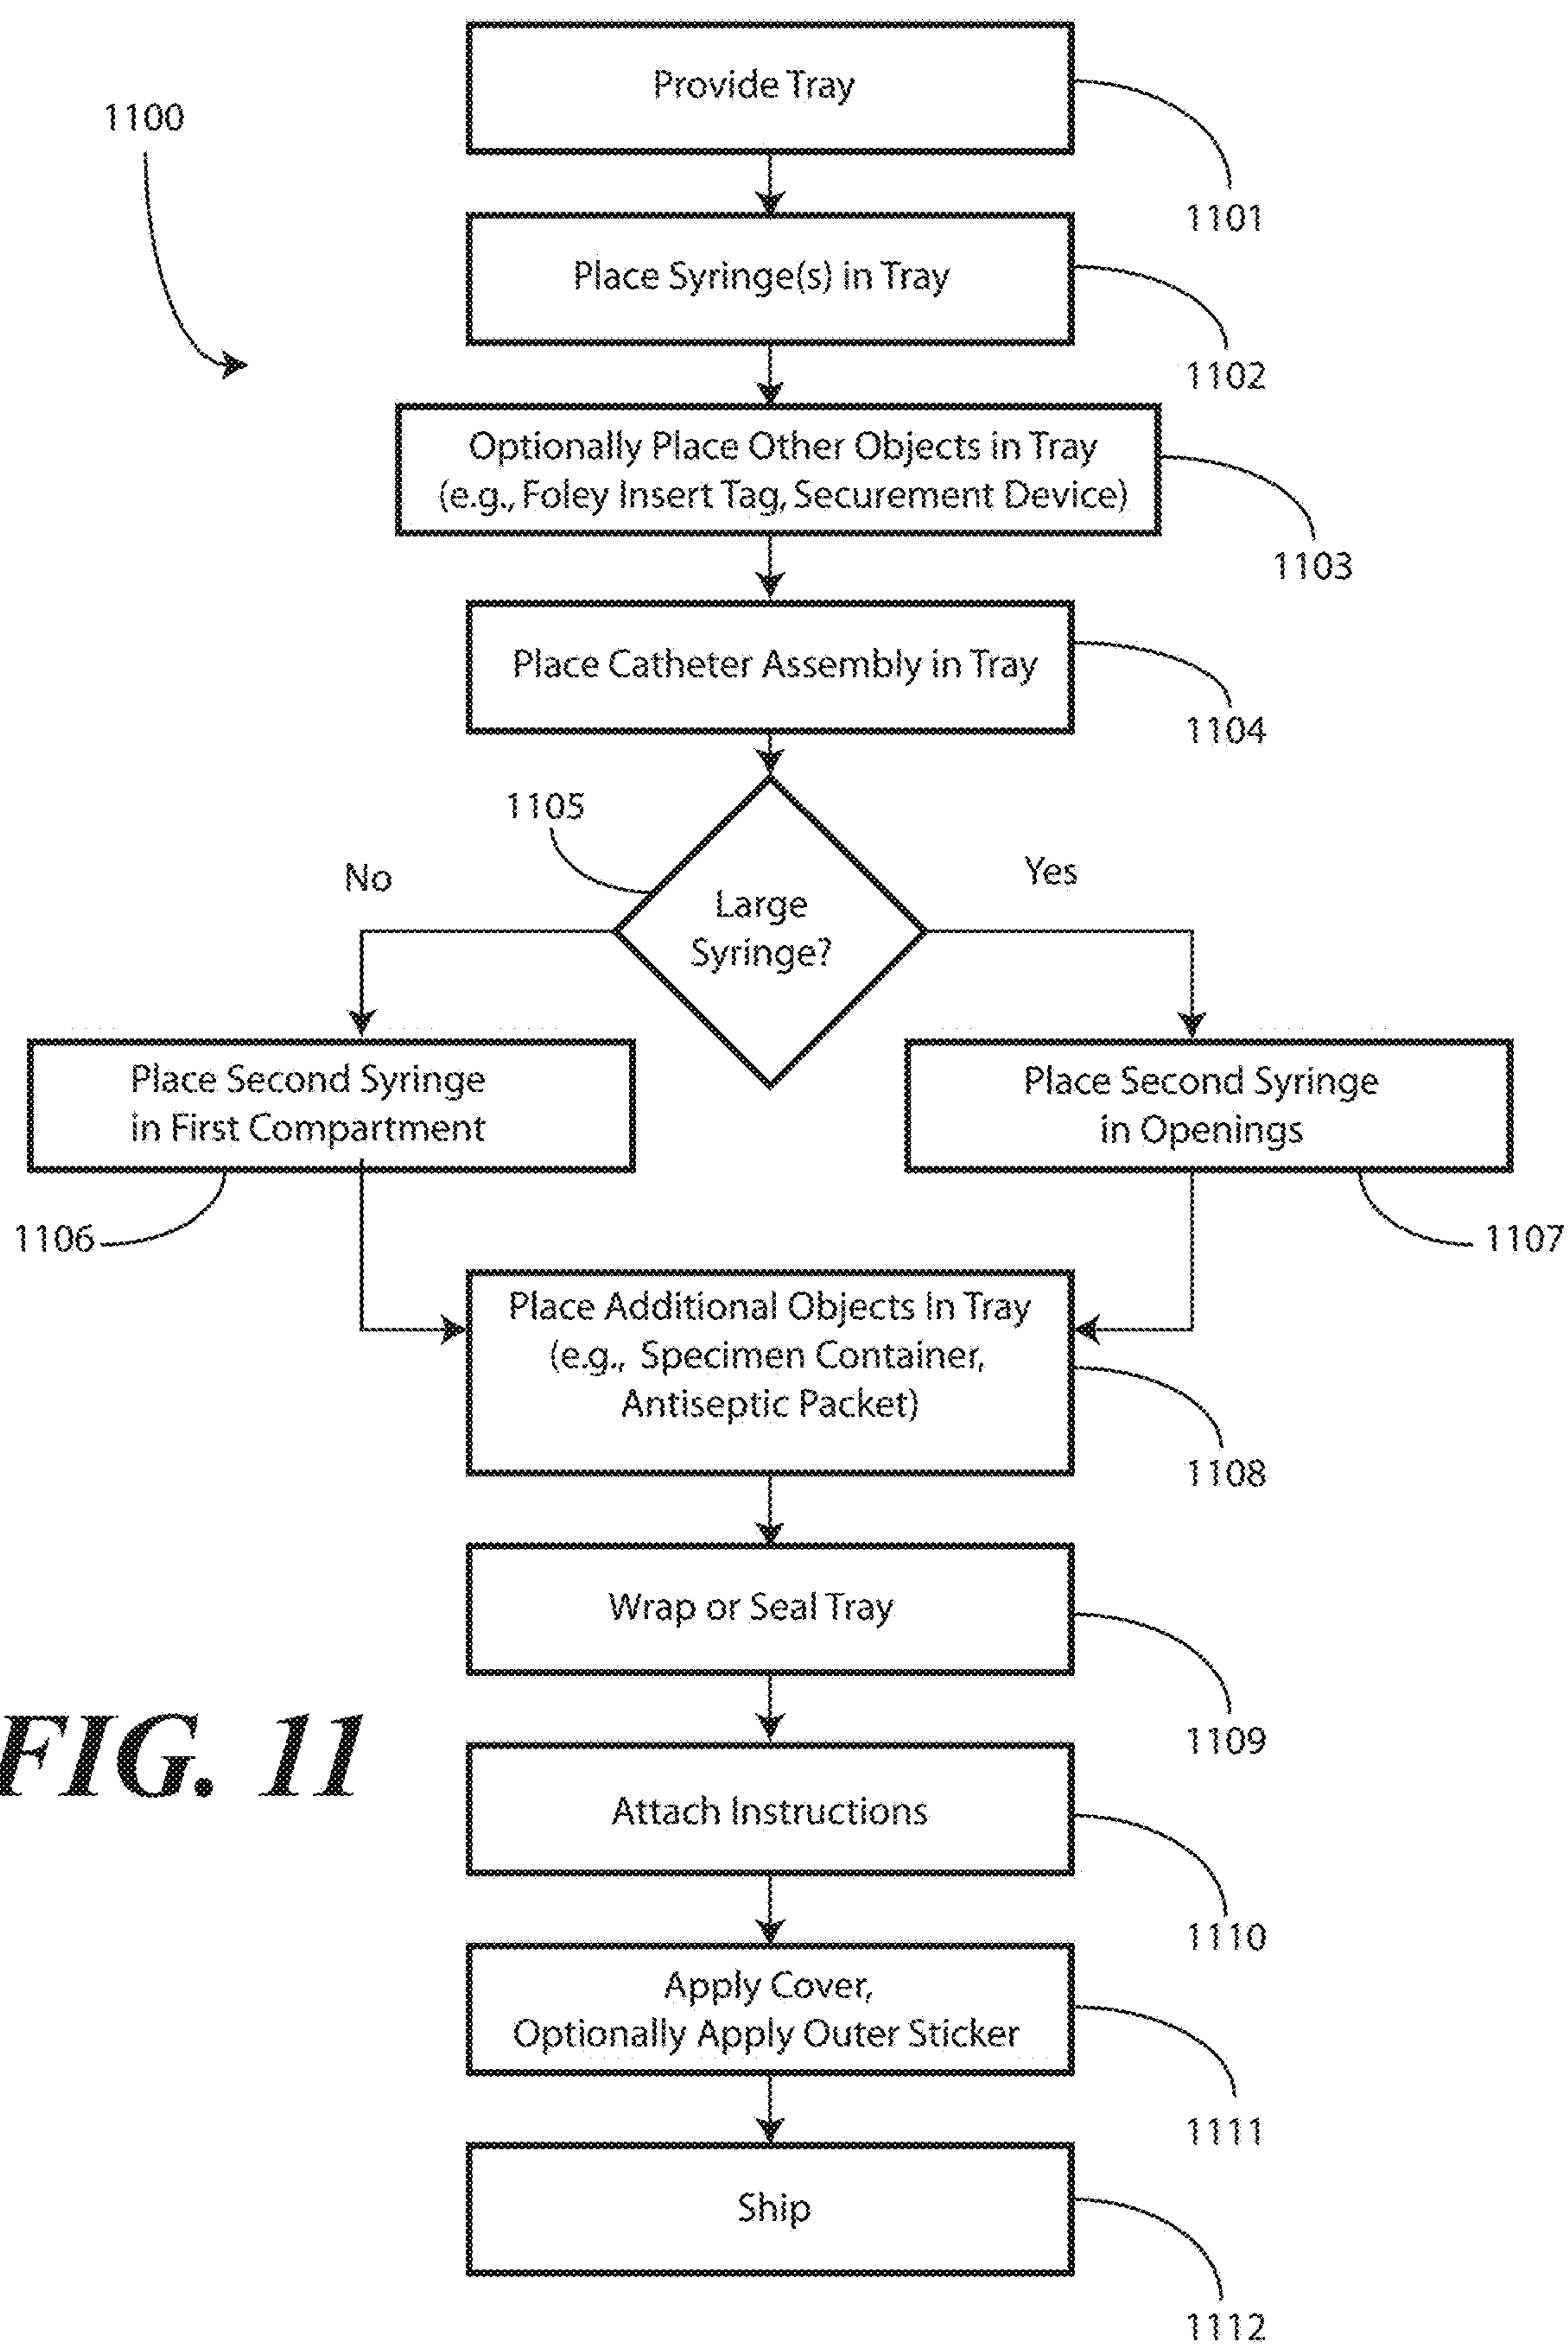 Provide Tray
1100
1101
Place Syringe(s) in Tray
1102
Optionally Place Other Objects in Tray
(e.g., Foley Insert Tag, Securement Device)
1103
Place Catheter Assembly in Tray
1104
1105
No
Yes
Large
Syringe?
Place Second Syringe
in First Compartment
Place Second Syringe
in Openings
1106
1107
Place Additional Objects In Tray
(e.g., Specimen Container,
Antiseptic Packet)
1108
Wrap or Seal Tray
1109
FIG. 11
Attach Instructions
1110
Apply Cover,
Optionally Apply Outer Sticker
1111
Ship
1112